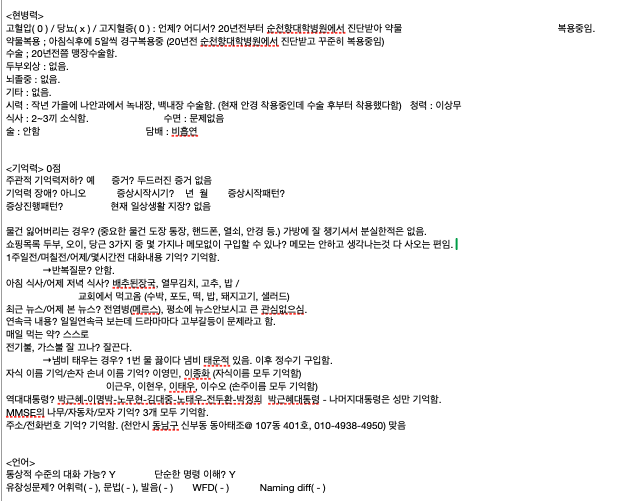 <현병력>
고혈압( 0 ) / 당뇨( x ) / 고지혈증( 0 ) : 언제? 어디서? 20년전부터 순천향대학병원에서 진단받아 약물 복용중임.
약물복용 ; 아침식후에 5알씩 경구복용중 (20년전 순천향대학병원에서 진단받고 꾸준히 복용중임)
수술 ; 20년전쯤 맹장수술함.
두부외상 : 없음.
뇌졸중 : 없음.
기타 : 없음.
시력 : 작년 가을에 나안과에서 녹내장, 백내장 수술함. (현재 안경 착용중인데 수술 후부터 착용했다함) 청력 : 이상무
식사 : 2~3끼 소식함. 수면 : 문제없음
술 : 안함 담배 : 비흡연
<기억력> 0점
주관적 기억력저하? 예 증거? 두드러진 증거 없음
기억력 장애? 아니오 증상시작시기? 년 월 증상시작패턴?
증상진행패턴? 현재 일상생활 지장? 없음
물건 잃어버리는 경우? (중요한 물건 도장 통장, 핸드폰, 열쇠, 안경 등.) 가방에 잘 챙기셔서 분실한적은 없음.
쇼핑목록 두부, 오이, 당근 3가지 중 몇 가지나 메모없이 구입할 수 있나? 메모는 안하고 생각나는것 다 사오는 편임.
1주일전/며칠전/어제/몇시간전 대화내용 기억? 기억함.
→반복질문? 안함.
아침 식사/어제 저녁 식사? 배추된장국, 열무김치, 고추, 밥 /
교회에서 먹고옴 (수박, 포도, 떡, 밥, 돼지고기, 샐러드)
최근 뉴스/어제 본 뉴스? 전염병(메르스), 평소에 뉴스안보시고 큰 관심없으심.
연속극 내용? 일일연속극 보는데 드라마마다 고부갈등이 문제라고 함.
매일 먹는 약? 스스로
전기불, 가스불 잘 끄나? 잘끈다.
→냄비 태우는 경우? 1번 물 끓이다 냄비 태운적 있음. 이후 정수기 구입함.
자식 이름 기억/손자 손녀 이름 기억? 이영민, 이종화 (자식이름 모두 기억함)
이근우, 이현우, 이태우, 이수오 (손주이름 모두 기억함)
역대대통령? 박근혜-이명박-노무현-김대중-노태우-전두환-박정희 박근혜대통령 - 나머지대통령은 성만 기억함.
MMSE의 나무/자동차/모자 기억? 3개 모두 기억함.
주소/전화번호 기억? 기억함. (천안시 동남구 신부동 동아태조@ 107동 401호, 010-4938-4950) 맞음
<언어>
통상적 수준의 대화 가능? Y 단순한 명령 이해? Y
유창성문제? 어휘력( - ), 문법( - ), 발음( - ) WFD( - ) Naming diff( - )